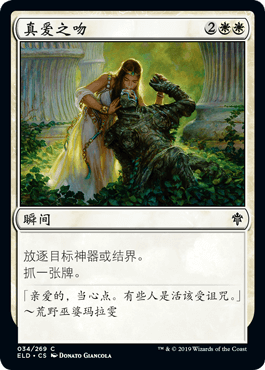 真爱之吻 2
瞬间
放逐目标神器或结界。
抓一张牌。
「亲爱的，当心点。有些人是活该受诅咒。」
～荒野巫婆玛拉雯
034/269 C
ELD • CS DONATO GIANCOLA
™ & © 2019 Wizards of the Coast